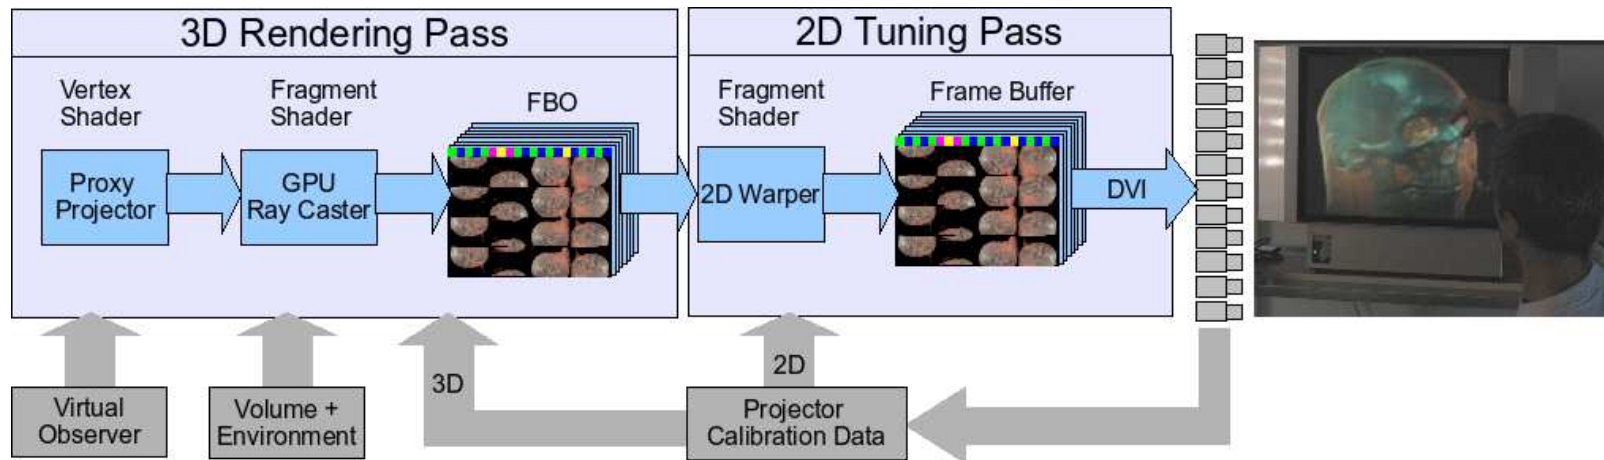 3D Rendering Pass
2D Tuning Pass
Vertex
Shader
Fragment
Shader
FBO
Fragment
Shader
Frame Buffer
Proxy
Projector
GPU
Ray Caster
2D Warper
DVI
3D
2D
Virtual
Observer
Volume +
Environment
Projector
Calibration Data